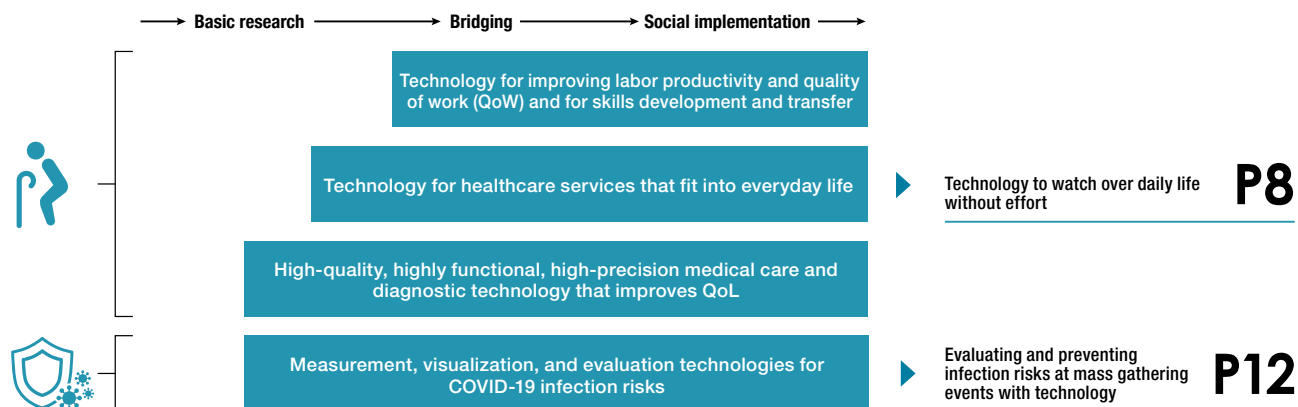 Basic research
Bridging
Social implementation
Technology for improving labor productivity and quality
of work (QoW) and for skills development and transfer
Technology for healthcare services that fit into everyday life
Technology to watch over daily life
without effort
P8
High-quality, highly functional, high-precision medical care and
diagnostic technology that improves QoL
Measurement, visualization, and evaluation technologies for
COVID-19 infection risks
Evaluating and preventing
infection risks at mass gathering
events with technology
P12